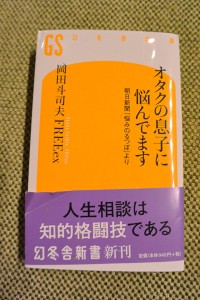 GS
幻冬舎新書
オタクの息子に
悩んでます
朝日新聞「悩みのるつぼ」より
岡田斗司夫 FREEex
人生相談は
知的格闘技である
幻冬舎新書 新刊